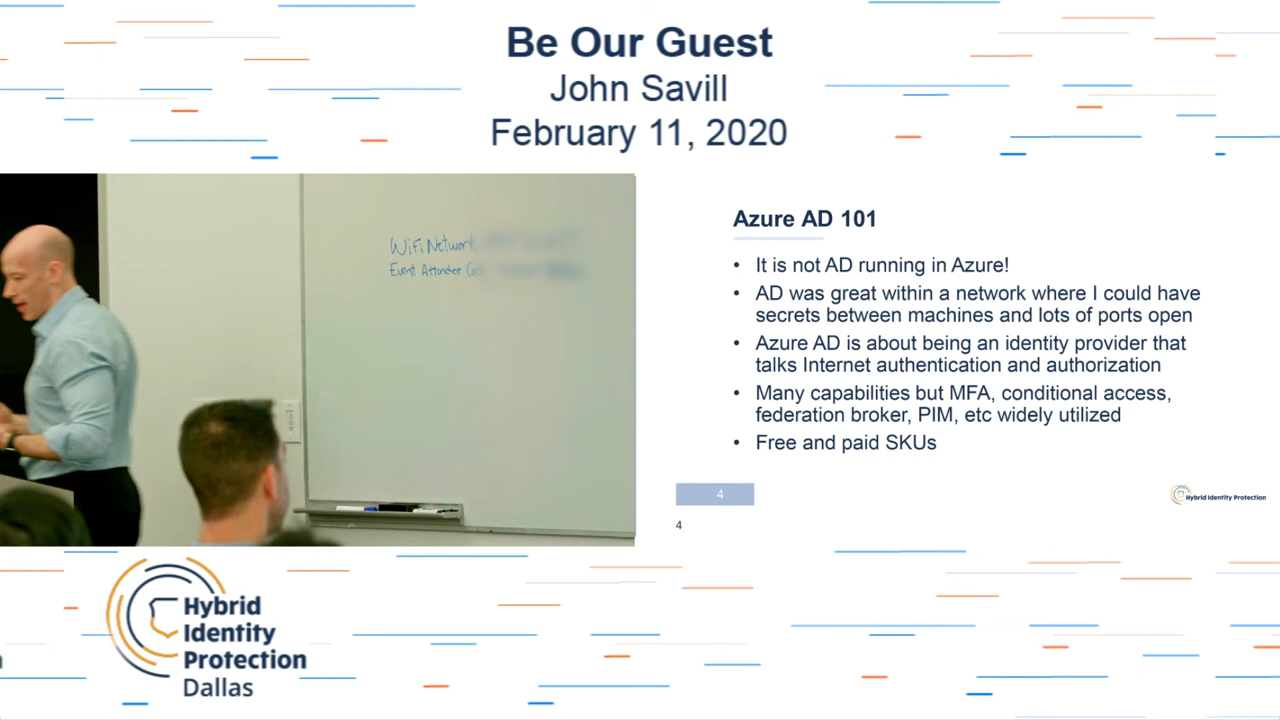 Be Our Guest
John Savill
February 11, 2020
WiFi Network
Event Attendee
Azure AD 101
• It is not AD running in Azure!
• AD was great within a network where I could have
secrets between machines and lots of ports open
• Azure AD is about being an identity provider that
talks Internet authentication and authorization
• Many capabilities but MFA, conditional access,
federation broker, PIM, etc widely utilized
• Free and paid SKUs
4
Hybrid Identity Protection
4
Hybrid
Identity
Protection
Dallas